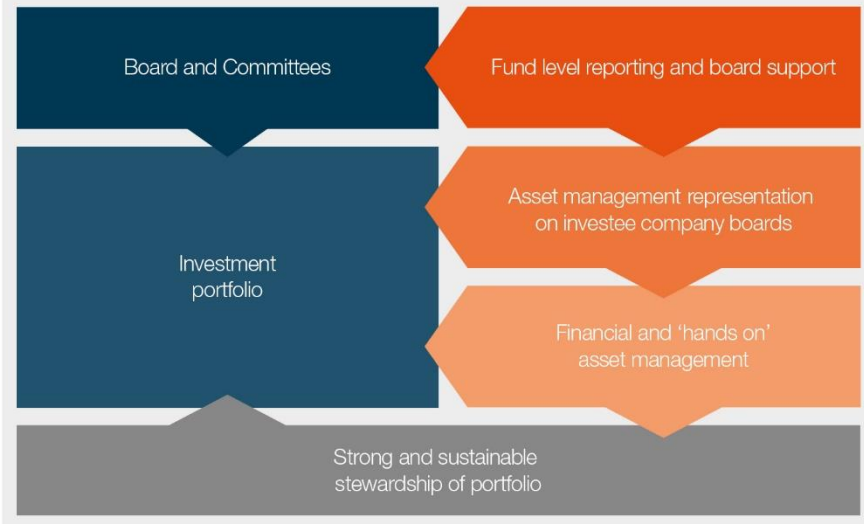 Board and Committees
Fund level reporting and board support
Asset management representation
on investee company boards
Investment
portfolio
Financial and ‘hands on’
asset management
Strong and sustainable
stewardship of portfolio